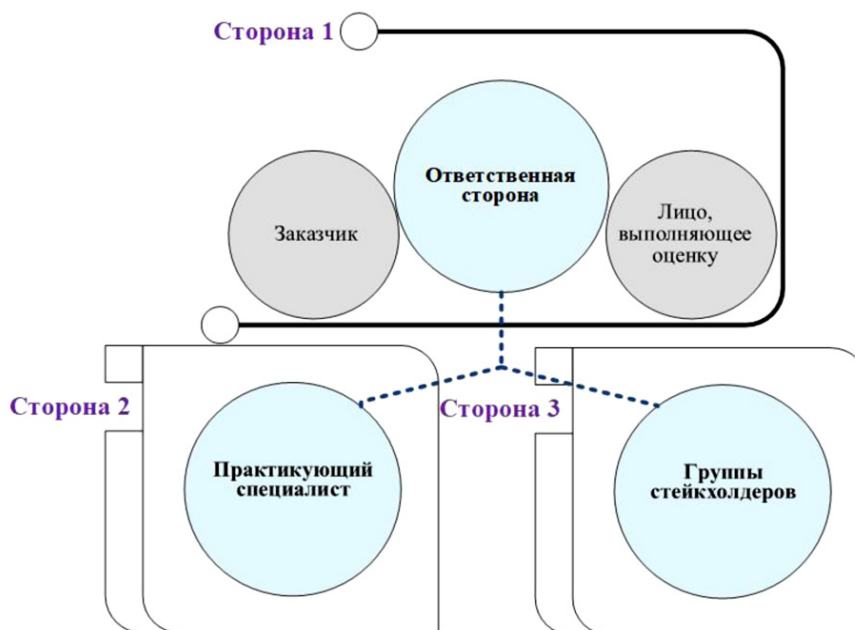 Сторона 1
Ответственная
сторона
Заказчик
Лицо,
выполняющее
оценку
Сторона 2
Практикующий
специалист
Сторона 3
Группы
стейкхолдеров